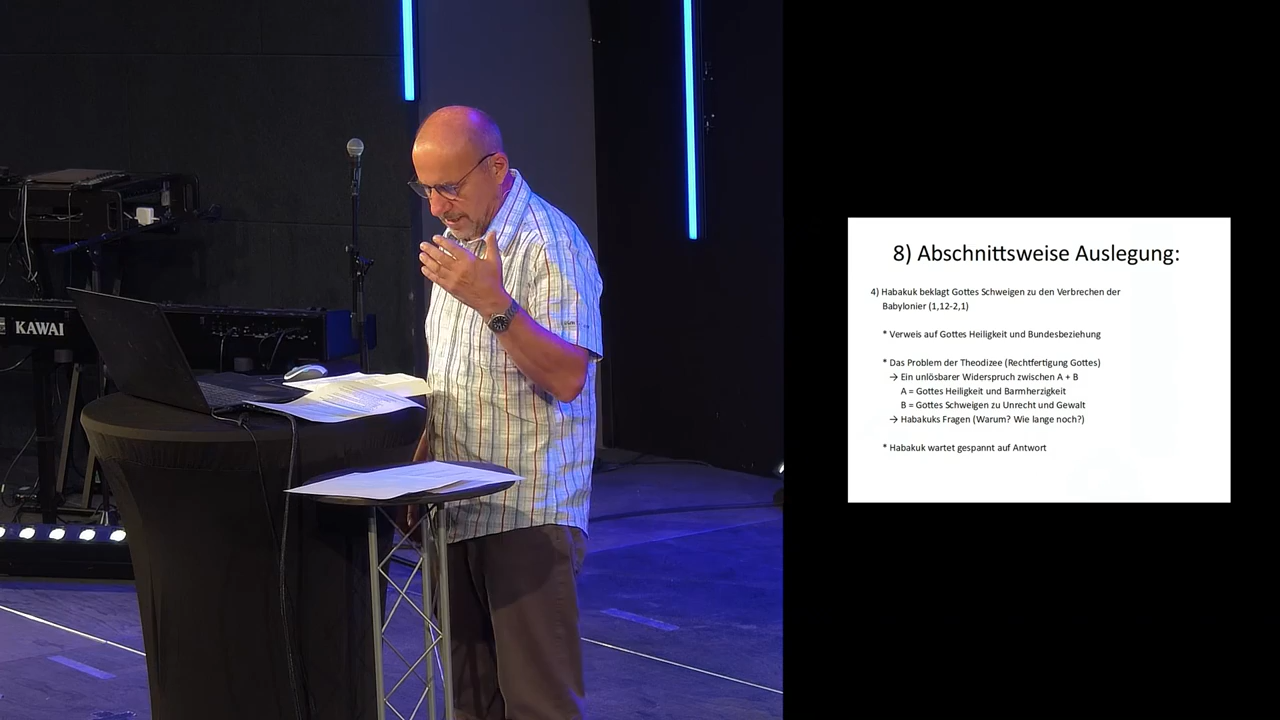 KAWAI
8) Abschnittsweise Auslegung:
4) Habakuk beklagt Gottes Schweigen zu den Verbrechen der
Babylonier (1,12-2,1)
* Verweis auf Gottes Heiligkeit und Bundesbeziehung
* Das Problem der Theodizee (Rechtfertigung Gottes)
→ Ein unlösbarer Widerspruch zwischen A + B
A = Gottes Heiligkeit und Barmherzigkeit
B = Gottes Schweigen zu Unrecht und Gewalt
→ Habakuks Fragen (Warum? Wie lange noch?)
* Habakuk wartet gespannt auf Antwort